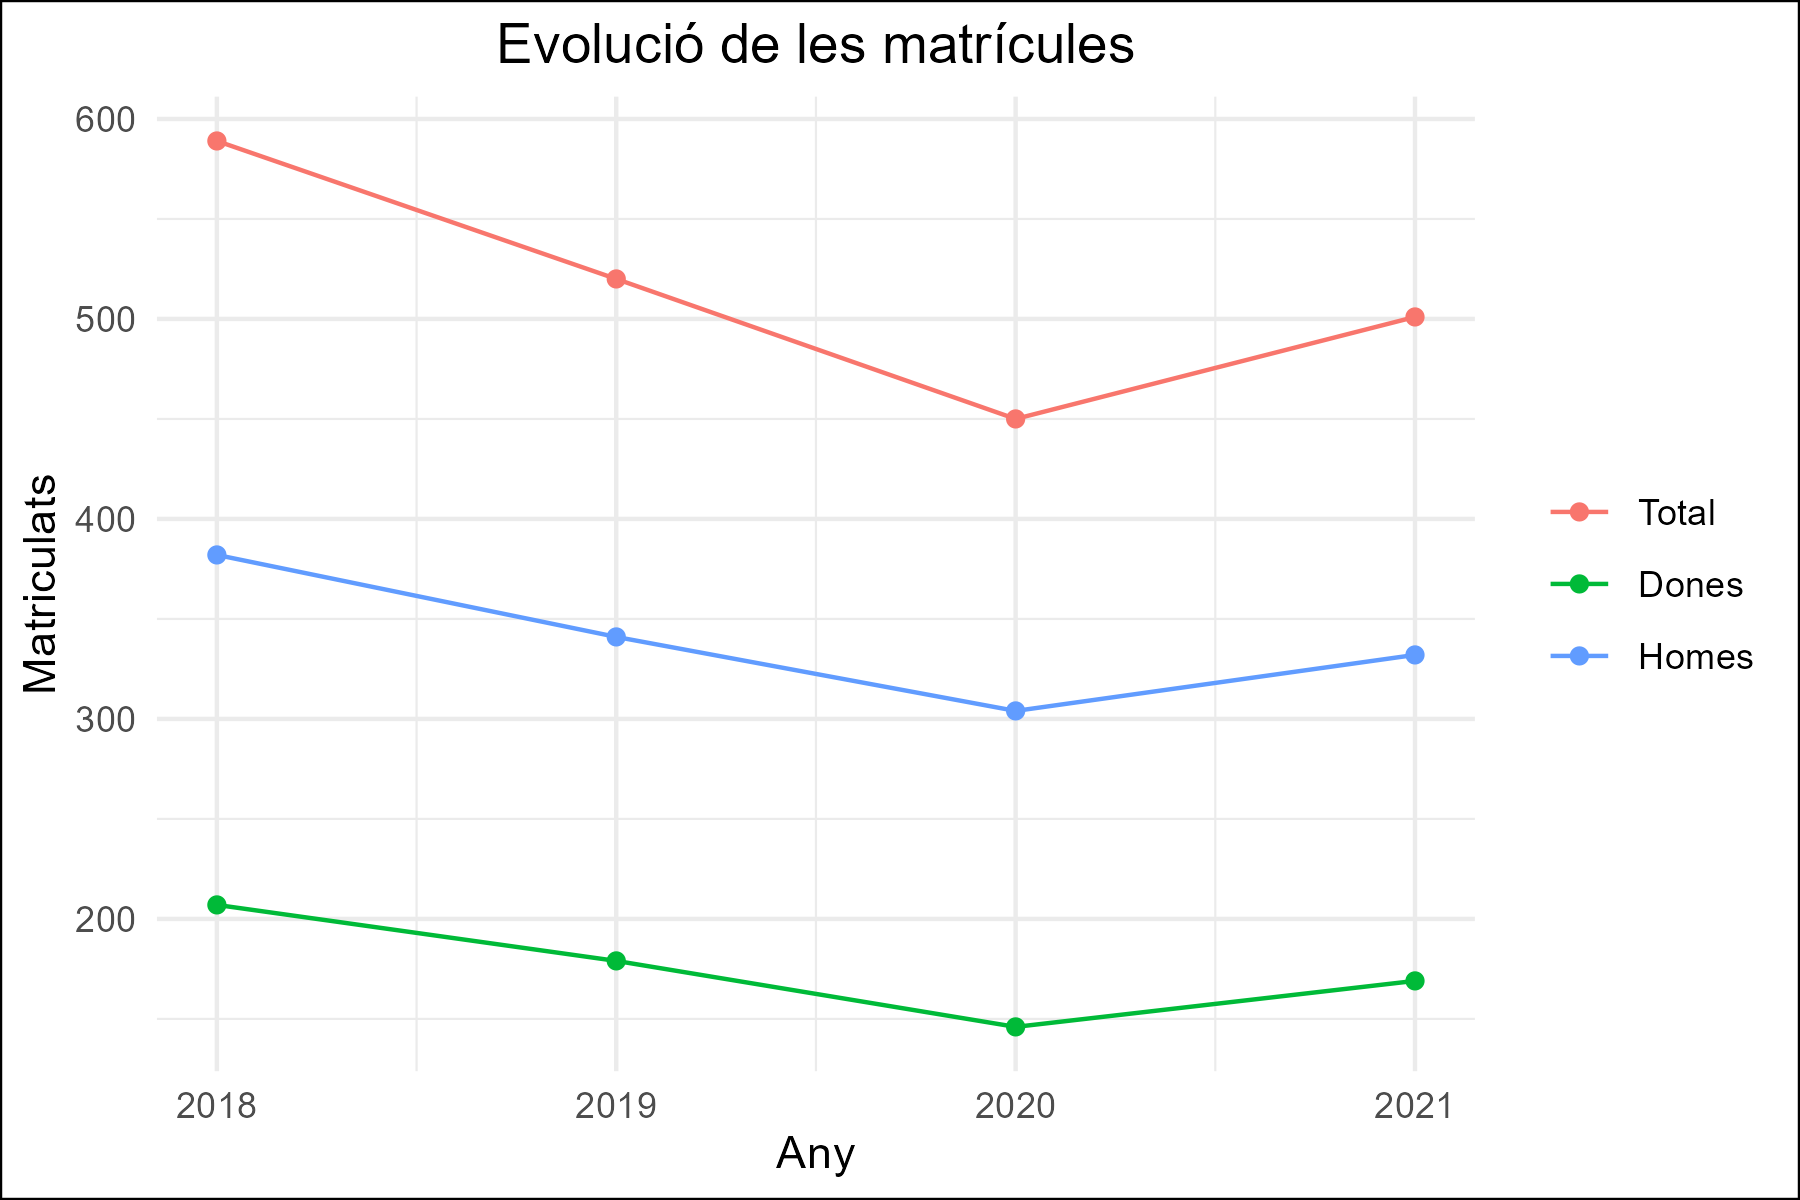 Evolució de les matrícules
600
500
400
300
200
Matriculats
2018 2019 2020 2021
Any
Total
Dones
Homes